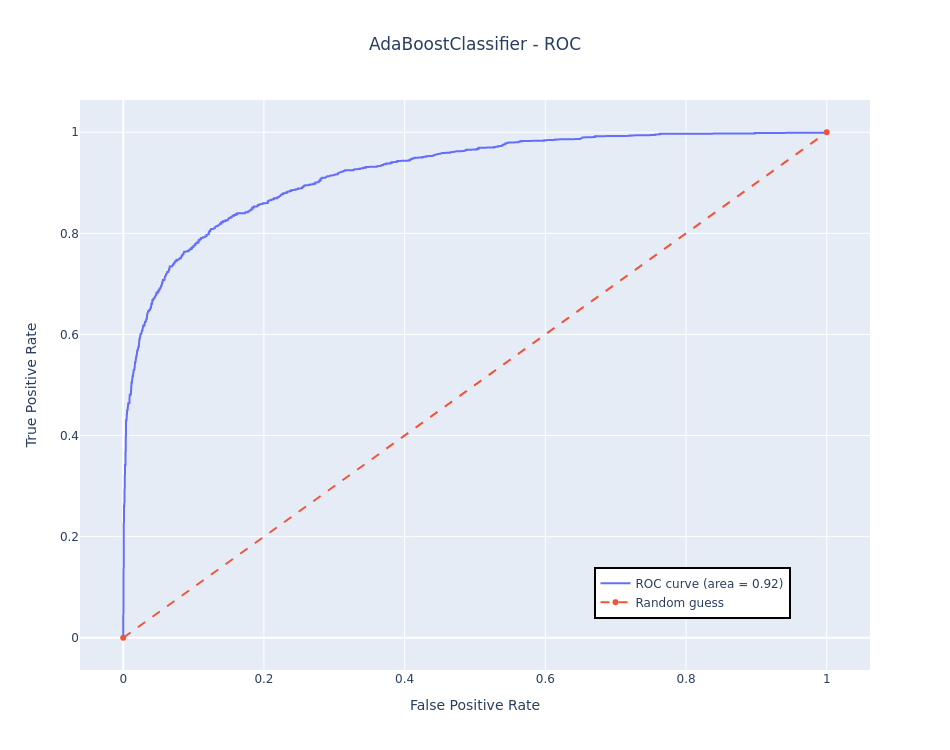 AdaBoostClassifier - ROC
1
0.8
0.6
0.4
0.2
0
True Positive Rate
0 0.2 0.4 0.6 0.8 1
False Positive Rate
ROC curve (area = 0.92)
Random guess